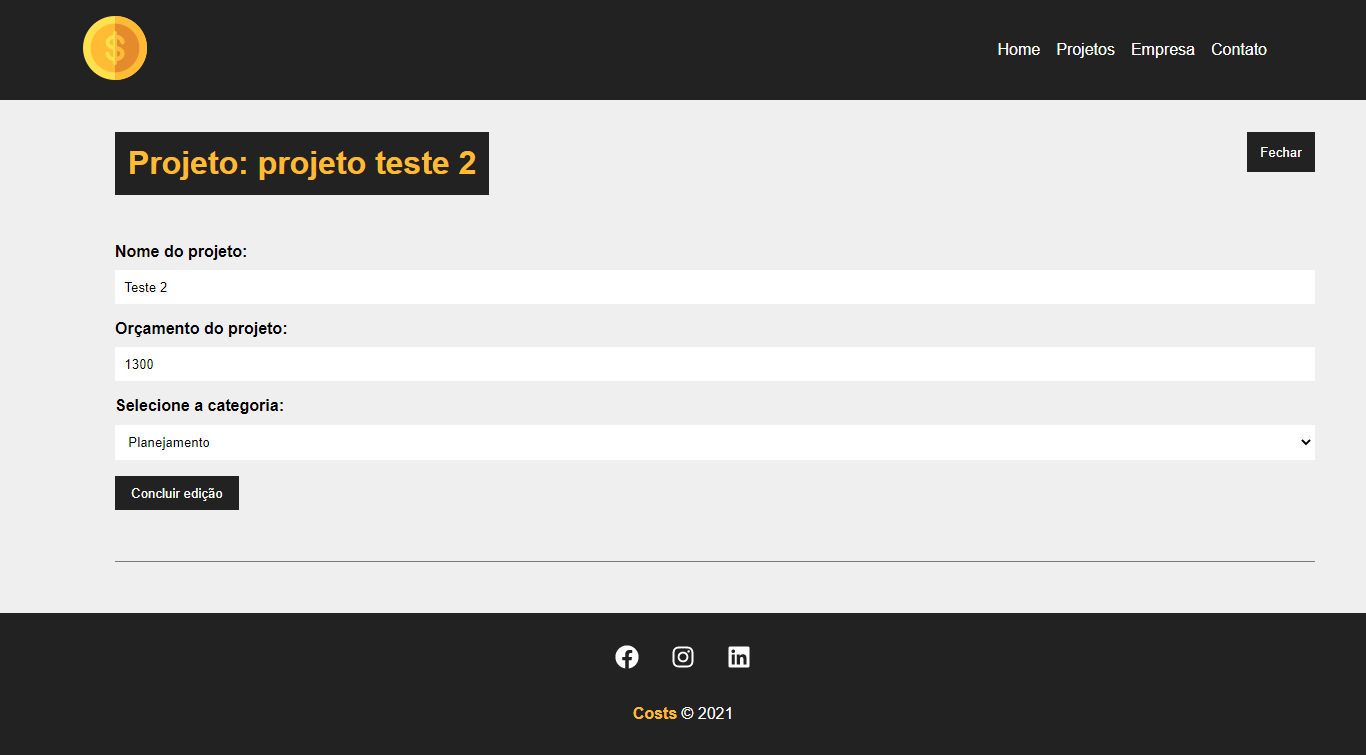 $
Home Projetos Empresa Contato
Projeto: projeto teste 2
Fechar
Nome do projeto:
Teste 2
Orçamento do projeto:
1300
Selecione a categoria:
Planejamento
Concluir edição
Costs © 2021